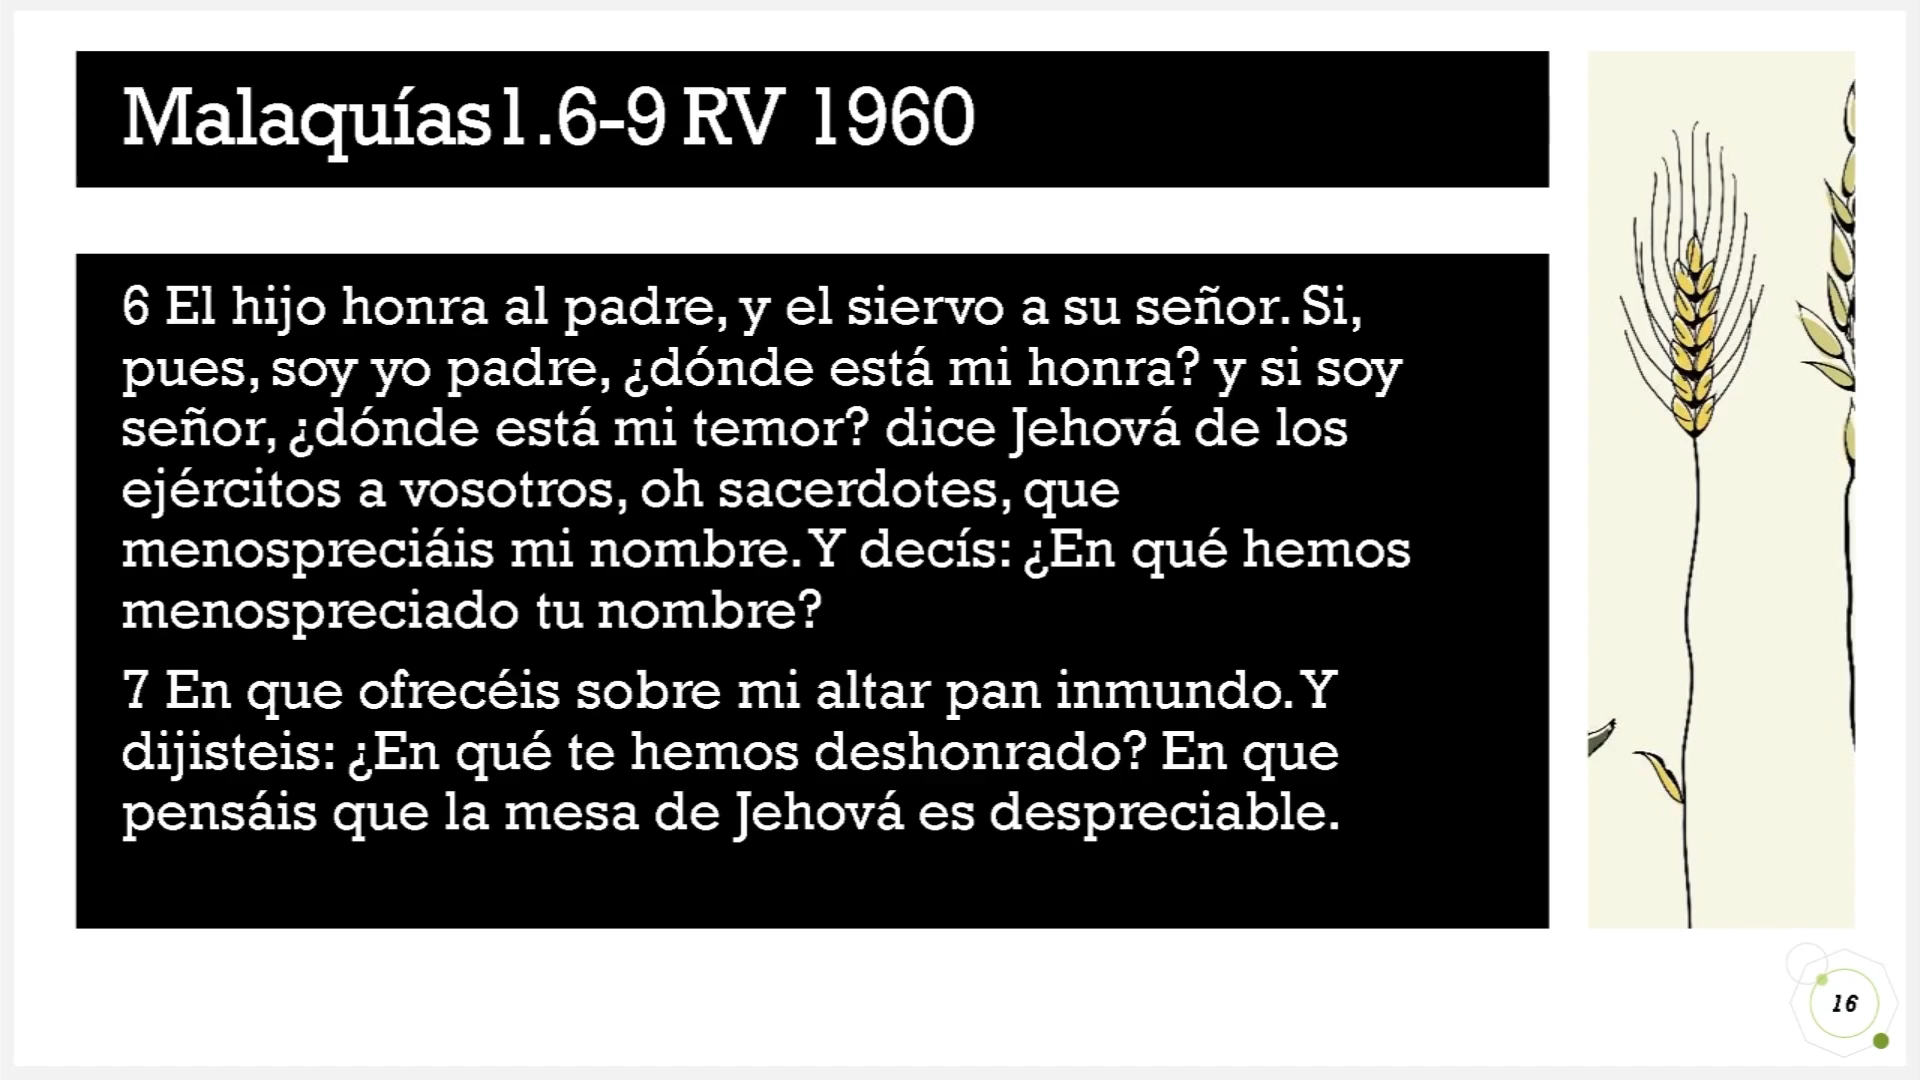 Malaquías1.6-9 RV 1960
6 El hijo honra al padre, y el siervo a su señor. Si,
pues, soy yo padre, ¿dónde está mi honra? y si soy
señor, ¿dónde está mi temor? dice Jehová de los
ejércitos a vosotros, oh sacerdotes, que
menospreciáis mi nombre. Y decís: ¿En qué hemos
menospreciado tu nombre?
7 En que ofrecéis sobre mi altar pan inmundo. Y
dijisteis: ¿En qué te hemos deshonrado? En que
pensáis que la mesa de Jehová es despreciable.
16